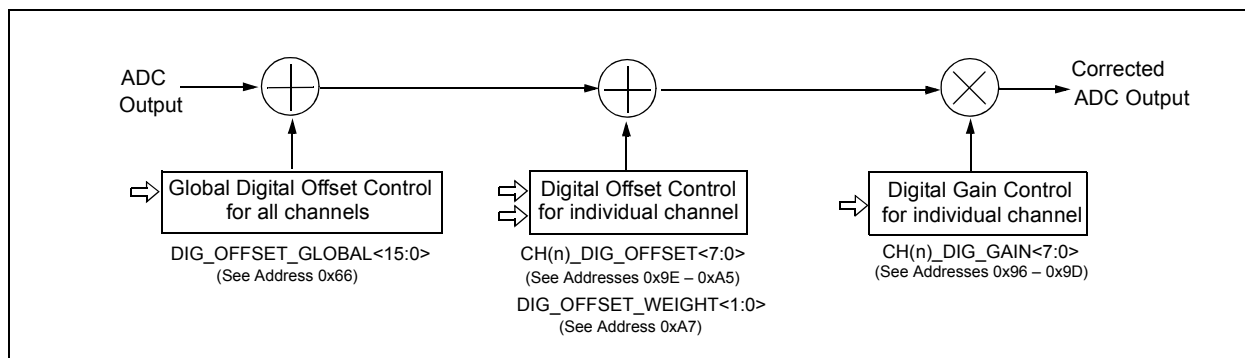 ADC
Output
Corrected
ADC Output
Global Digital Offset Control
for all channels
DIG_OFFSET_GLOBAL<15:0>
(See Address 0x66)
Digital Offset Control
for individual channel
CH(n)_DIG_OFFSET<7:0>
(See Addresses 0x9E – 0xA5)
DIG_OFFSET_WEIGHT<1:0>
(See Address 0xA7)
Digital Gain Control
for individual channel
CH(n)_DIG_GAIN<7:0>
(See Addresses 0x96 – 0x9D)